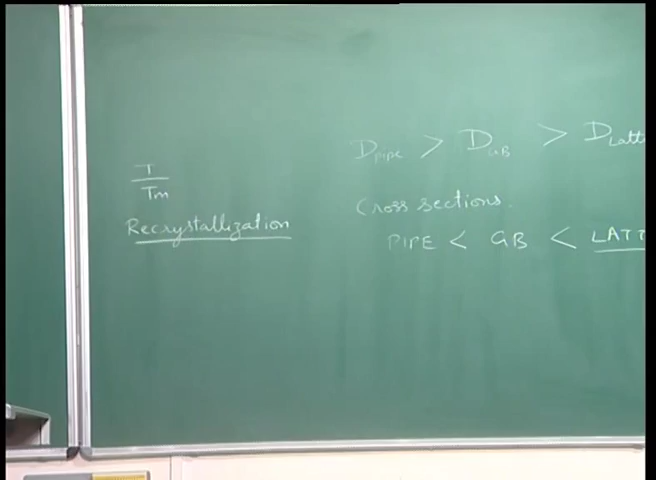 T
Tm
Recrystallization
D PIPE > D GB > D Latt
Cross sections.
PIPE < GB < LATT